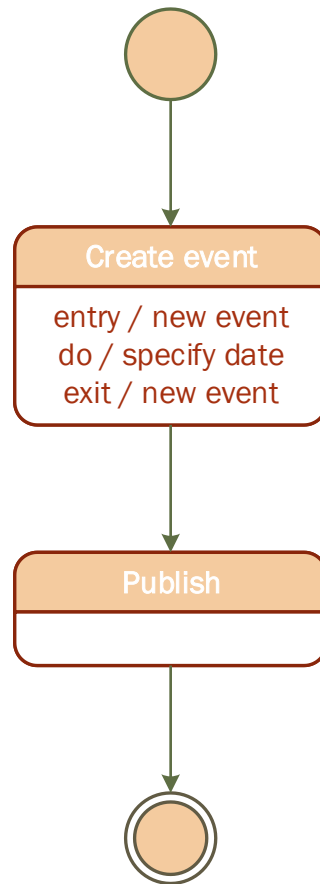 Create event
entry / new event
do / specify date
exit / new event
Publish